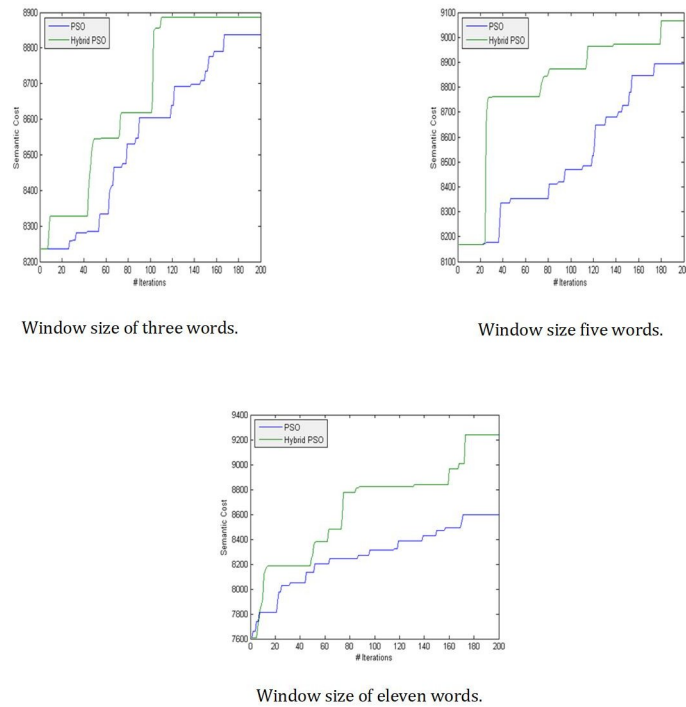 8900
8800
8700
8600
8500
8400
8300
8200
Semantic Cost
PSO
Hybrid PSO
0 20 40 60 80 100 120 140 160 180 200
# Iterations
Window size of three words.
9100
9000
8900
8800
8700
8600
8500
8400
8300
8200
8100
Semantic Cost
PSO
Hybrid PSO
0 20 40 60 80 100 120 140 160 180 200
# Iterations
Window size five words.
9400
9200
9000
8800
8600
8400
8200
8000
7800
7600
Semantic Cost
PSO
Hybrid PSO
0 20 40 60 80 100 120 140 160 180 200
# Iterations
Window size of eleven words.